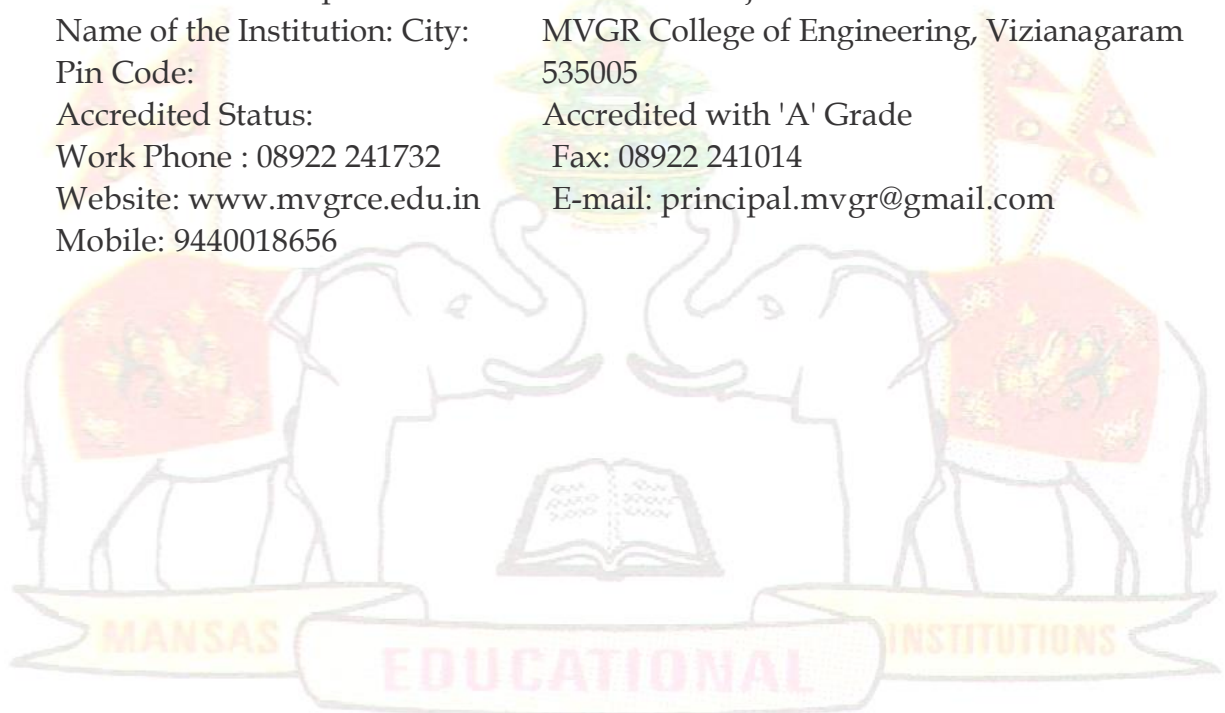 Name of the Institution: City: MVGR College of Engineering, Vizianagaram
Pin Code: 535005
Accredited Status: Accredited with 'A' Grade
Work Phone : 08922 241732 Fax: 08922 241014
Website: www.mvgrce.edu.in E-mail: principal.mvgr@gmail.com
Mobile: 9440018656
MANSAS EDUCATIONAL INSTITUTIONS